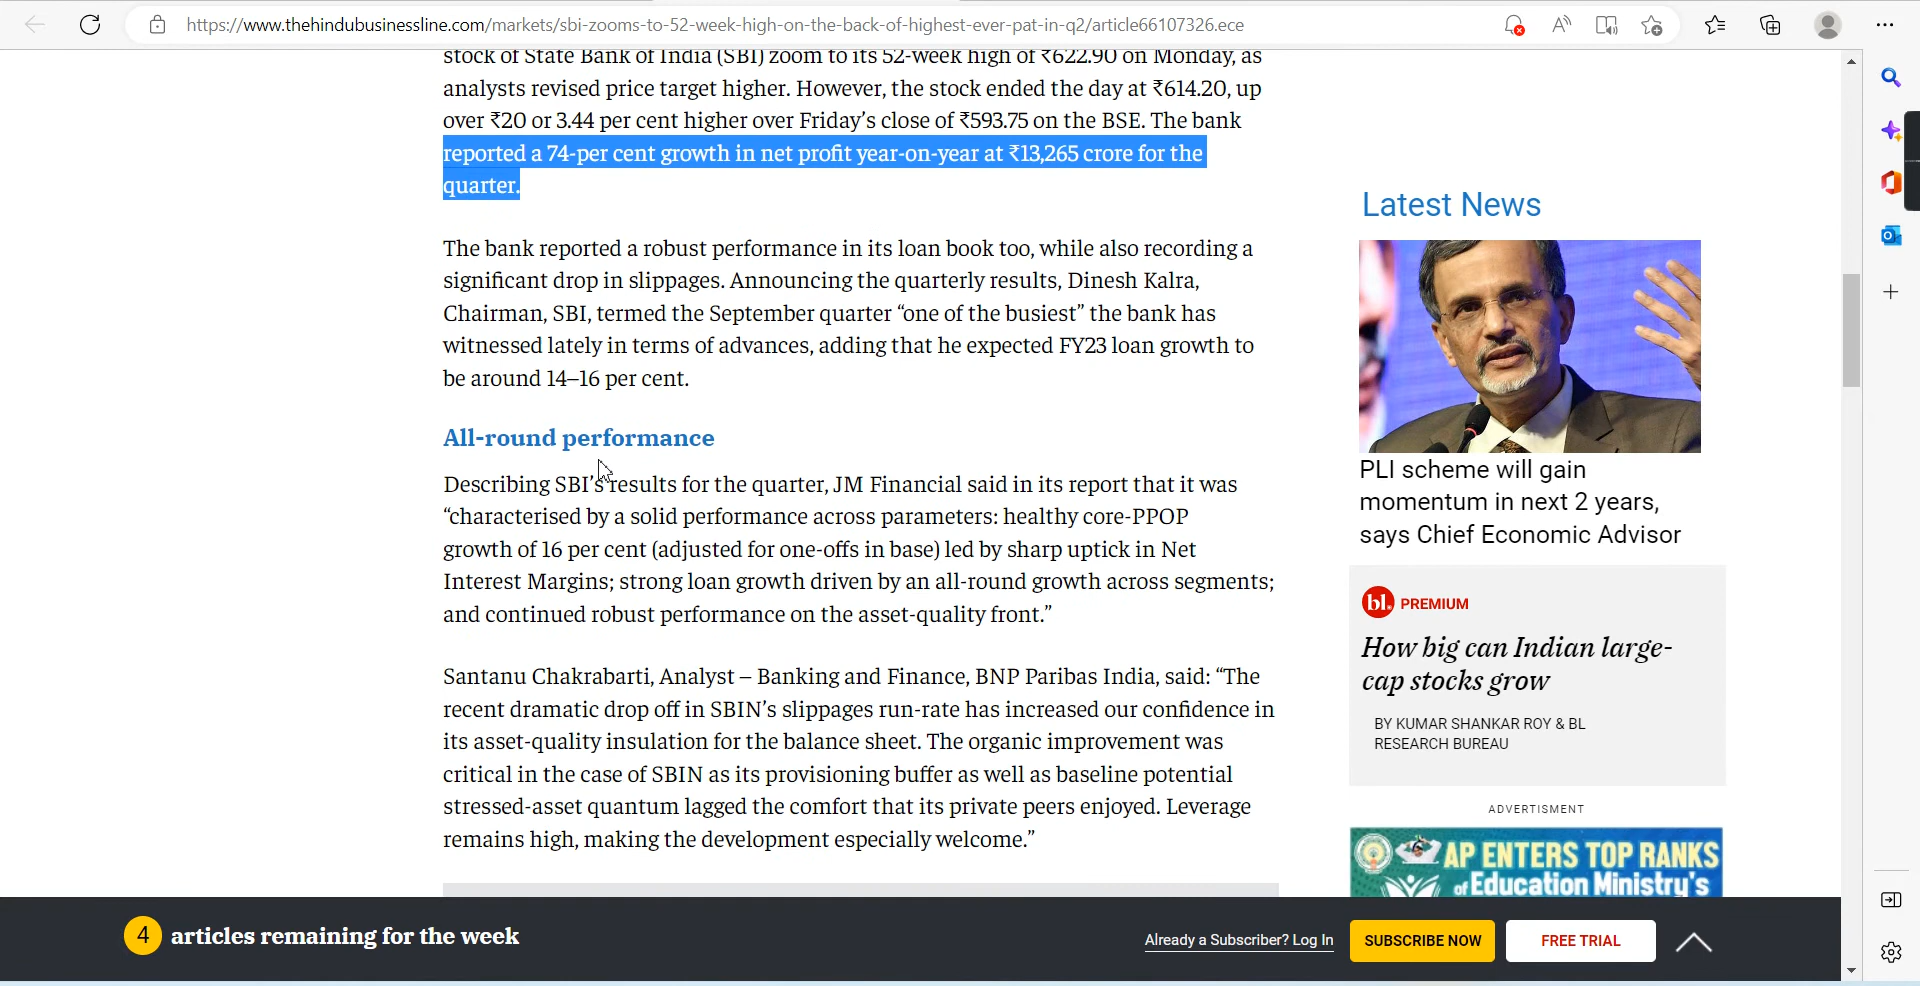 https://www.thehindubusinessline.com/markets/sbi-zooms-to-52-week-high-on-the-back-of-highest-ever-pat-in-q2/article66107326.ece
stock of State Bank of India (SBI) zoom to its 52-week high of ₹622.90 on Monday, as
analysts revised price target higher. However, the stock ended the day at ₹614.20, up
over ₹20 or 3.44 per cent higher over Friday’s close of ₹593.75 on the BSE. The bank
reported a 74-per cent growth in net profit year-on-year at ₹13,265 crore for the
quarter.
The bank reported a robust performance in its loan book too, while also recording a
significant drop in slippages. Announcing the quarterly results, Dinesh Kalra,
Chairman, SBI, termed the September quarter “one of the busiest” the bank has
witnessed lately in terms of advances, adding that he expected FY23 loan growth to
be around 14–16 per cent.
All-round performance
Describing SBI’s results for the quarter, JM Financial said in its report that it was
“characterised by a solid performance across parameters: healthy core-PPOP
growth of 16 per cent (adjusted for one-offs in base) led by sharp uptick in Net
Interest Margins; strong loan growth driven by an all-round growth across segments;
and continued robust performance on the asset-quality front.”
Santanu Chakrabarti, Analyst – Banking and Finance, BNP Paribas India, said: “The
recent dramatic drop off in SBIN’s slippages run-rate has increased our confidence in
its asset-quality insulation for the balance sheet. The organic improvement was
critical in the case of SBIN as its provisioning buffer as well as baseline potential
stressed-asset quantum lagged the comfort that its private peers enjoyed. Leverage
remains high, making the development especially welcome.”
Latest News
PLI scheme will gain
momentum in next 2 years,
says Chief Economic Advisor
bl. PREMIUM
How big can Indian large-
cap stocks grow
BY KUMAR SHANKAR ROY & BL
RESEARCH BUREAU
ADVERTISMENT
AP ENTERS TOP RANKS
of Education Ministry's
4 articles remaining for the week
Already a Subscriber? Log In
SUBSCRIBE NOW
FREE TRIAL